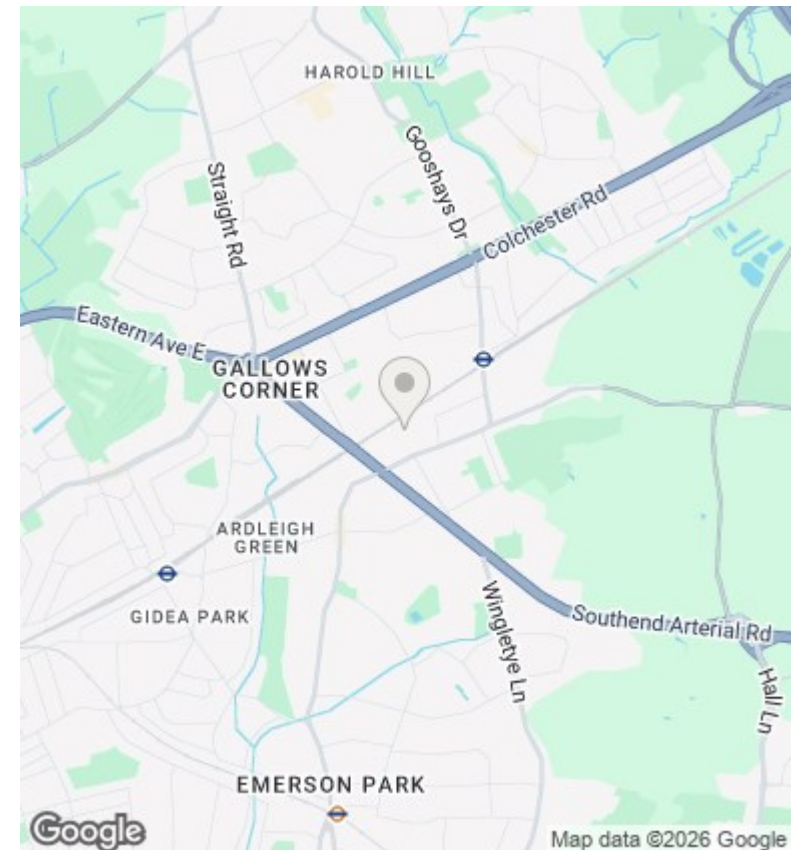 HAROLD HILL
Gooshays Dr
Straight Rd
Colchester Rd
Eastern Ave E
GALLOWS
CORNER
ARDLEIGH
GREEN
GIDEA PARK
Wingletye Ln
Southend Arterial Rd
Hall Ln
EMERSON PARK
Google
Map data ©2026 Google